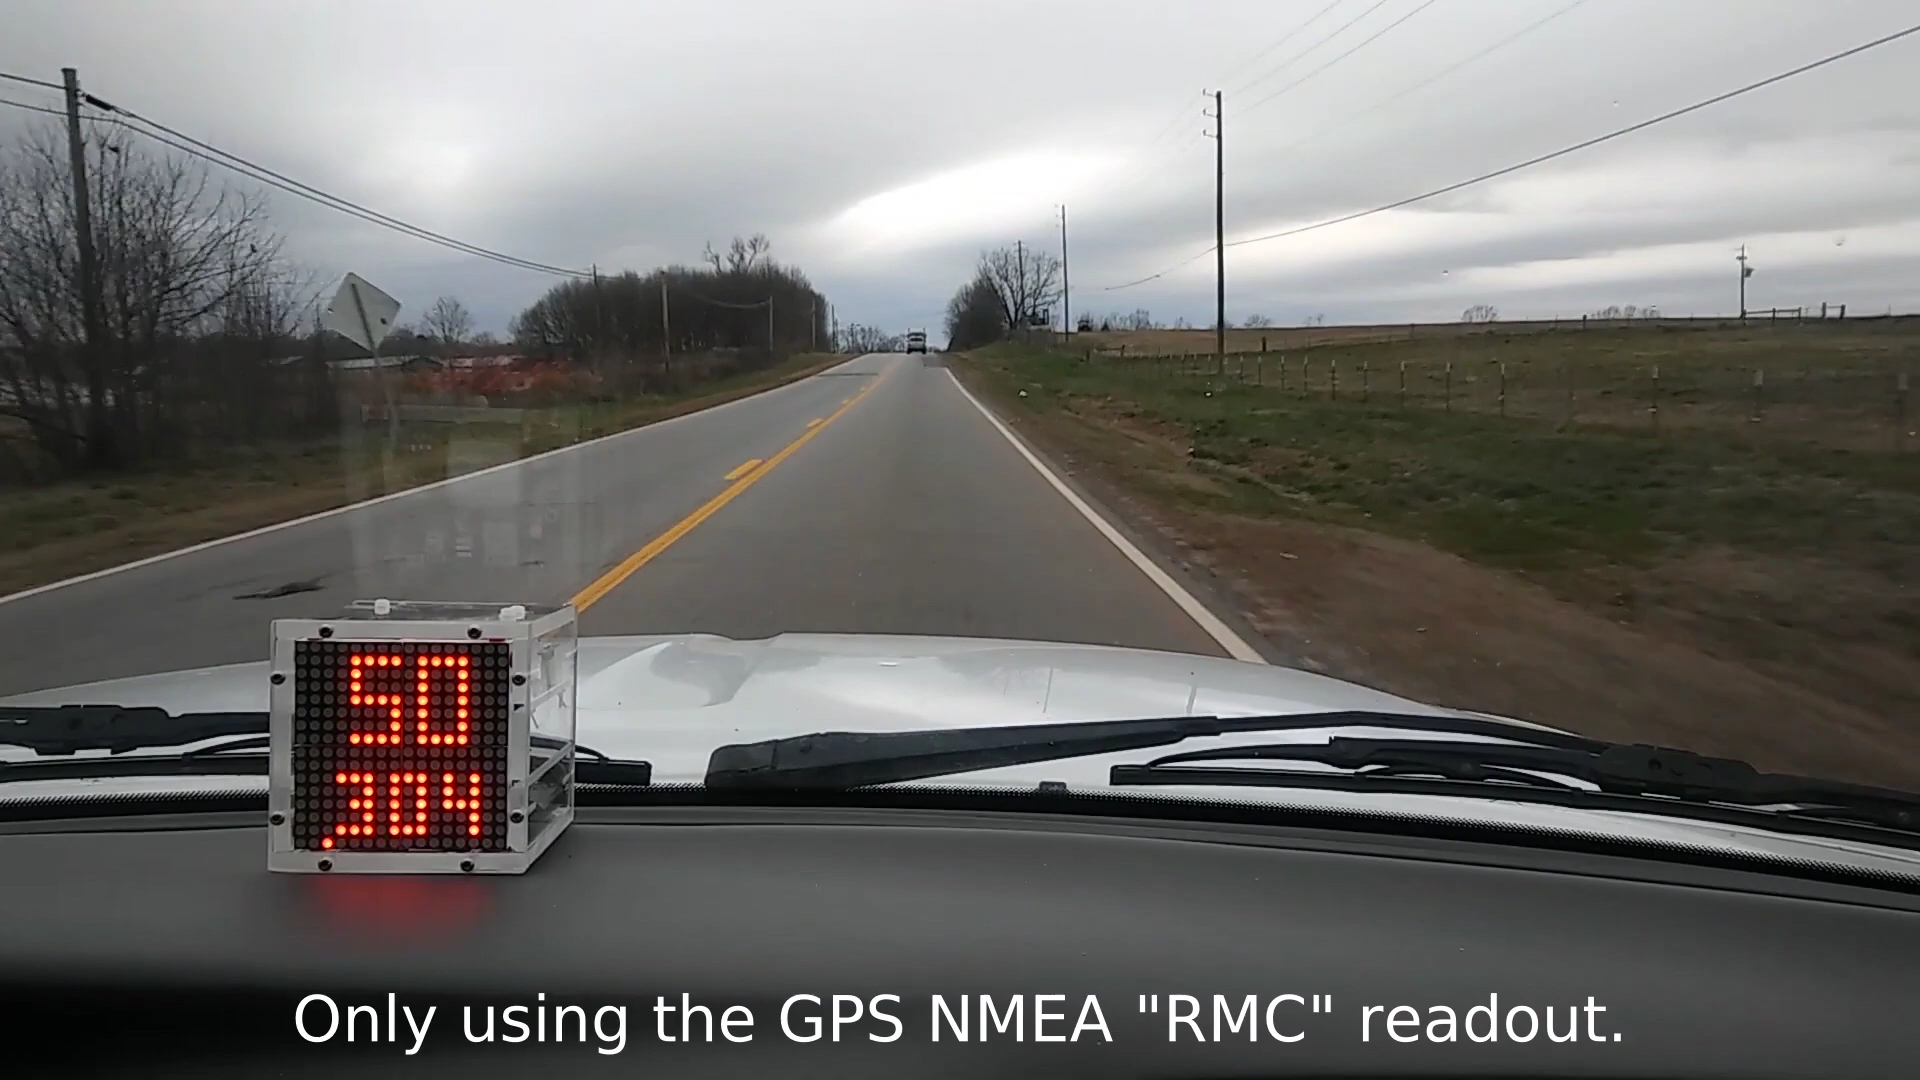 50
.304
Only using the GPS NMEA "RMC" readout.